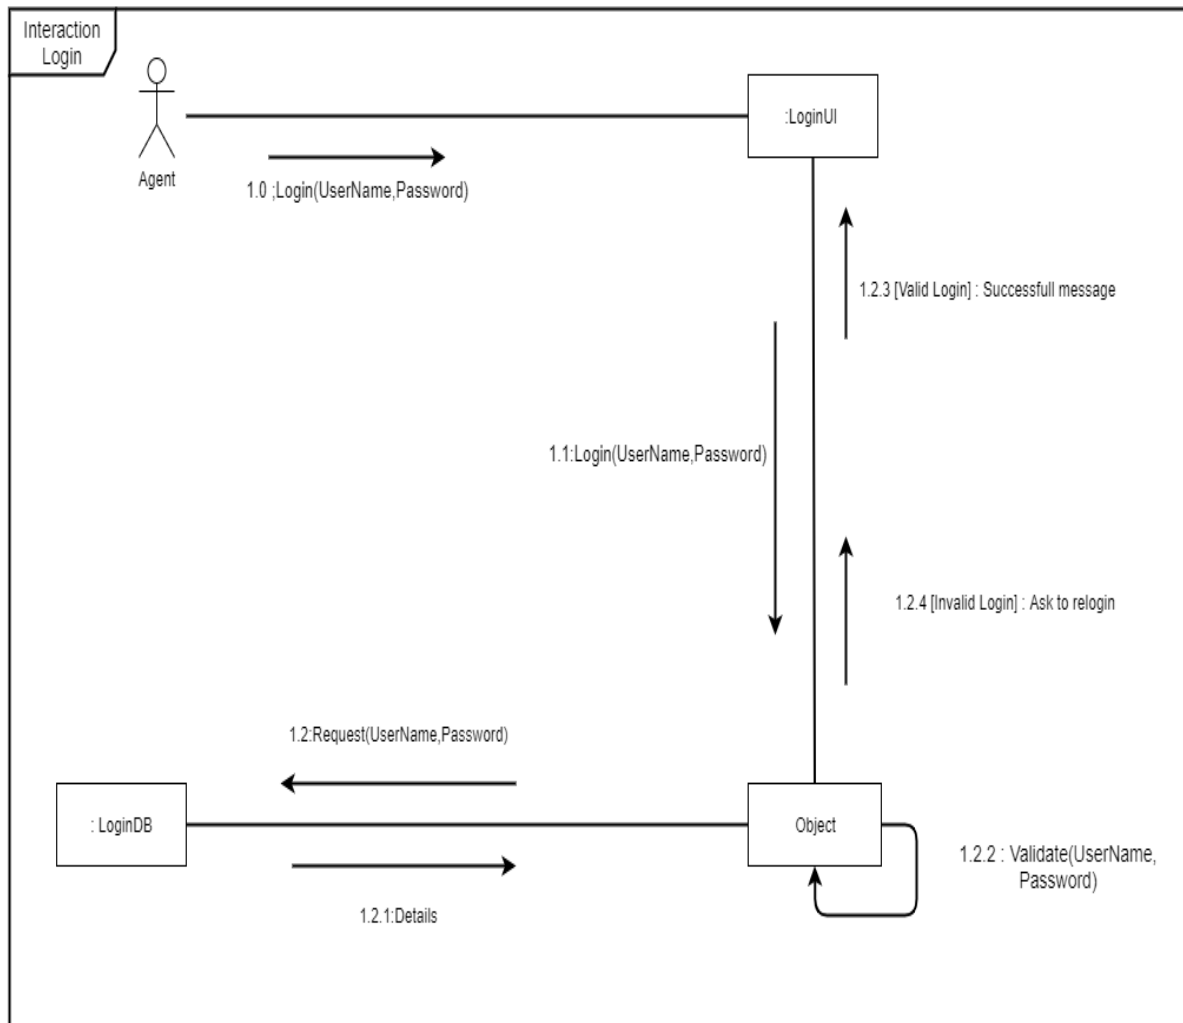 Interaction
Login
:LoginUI
Agent
1.0 ;Login(UserName,Password)
1.2.3 [Valid Login] : Successfull message
1.1:Login(UserName,Password)
1.2.4 [Invalid Login] : Ask to relogin
1.2:Request(UserName,Password)
: LoginDB
Object
1.2.2 : Validate(UserName,
Password)
1.2.1:Details